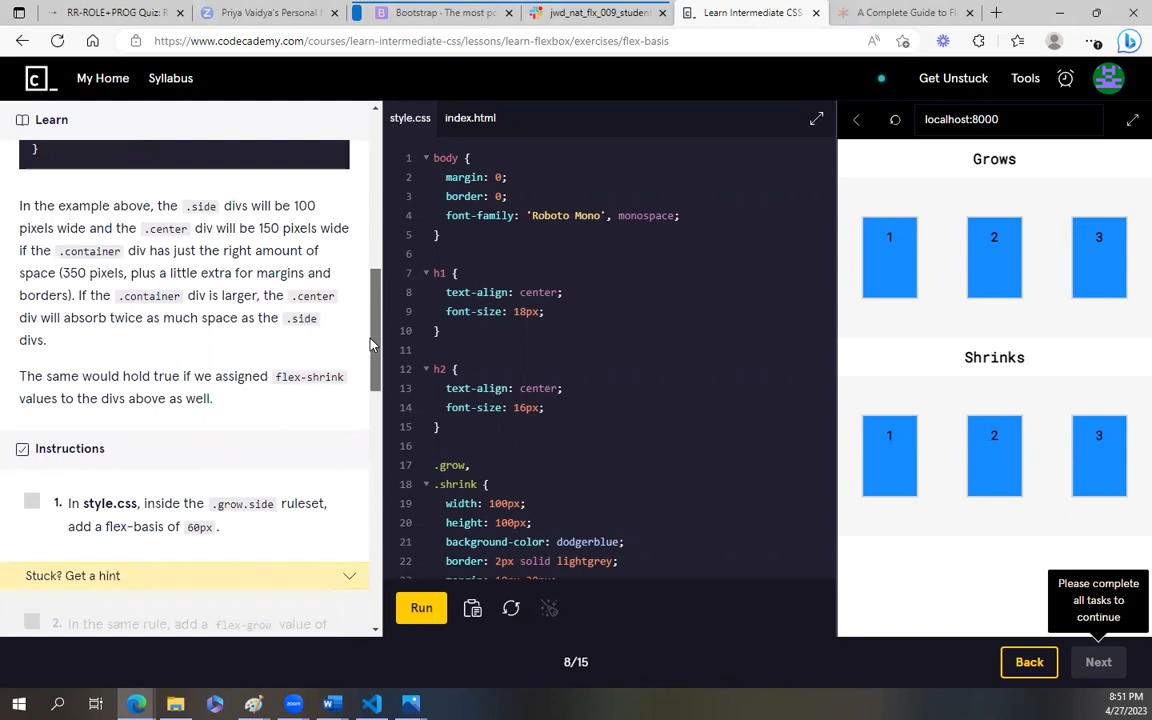 RR-ROLE+PROG Quiz: R
Priya Vaidya's Personal
Bootstrap - The most po
jwd_nat_flx_009_student
Learn Intermediate CSS
A Complete Guide to Fl
https://www.codecademy.com/courses/learn-intermediate-css/lessons/learn-flexbox/exercises/flex-basis
My Home
Syllabus
Get Unstuck
Tools
Learn
}
In the example above, the .side divs will be 100
pixels wide and the .center div will be 150 pixels wide
if the .container div has just the right amount of
space (350 pixels, plus a little extra for margins and
borders). If the .container div is larger, the .center
div will absorb twice as much space as the .side
divs.
The same would hold true if we assigned flex-shrink
values to the divs above as well.
Instructions
1. In style.css, inside the .grow.side ruleset,
add a flex-basis of 60px.
Stuck? Get a hint
2. In the same rule, add a flex-grow value of
style.css
index.html
1 body {
2 margin: 0;
3 border: 0;
4 font-family: 'Roboto Mono', monospace;
5 }
6
7 h1 {
8 text-align: center;
9 font-size: 18px;
10 }
11
12 h2 {
13 text-align: center;
14 font-size: 16px;
15 }
16
17 .grow,
18 .shrink {
19 width: 100px;
20 height: 100px;
21 background-color: dodgerblue;
22 border: 2px solid lightgrey;
Run
localhost:8000
Grows
1 2 3
Shrinks
1 2 3
Please complete
all tasks to
continue
8/15
Back
Next
8:51 PM
4/27/2023